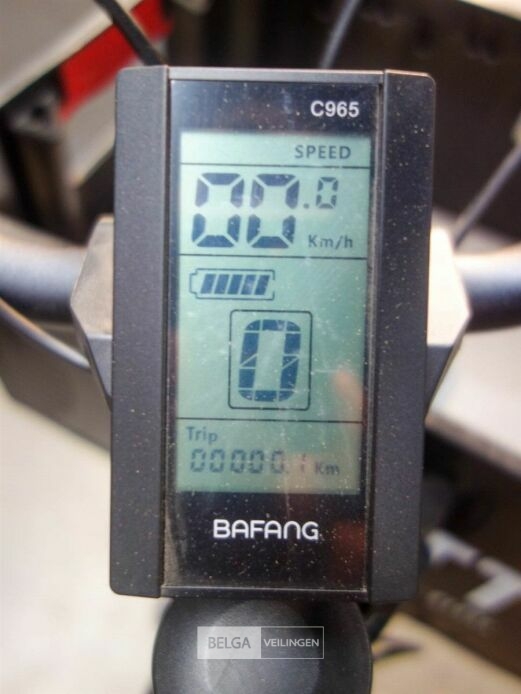 C965
SPEED
00.0
Km/h
0
Trip
00000.1 Km
BAFANG
BELGA VEILINGEN